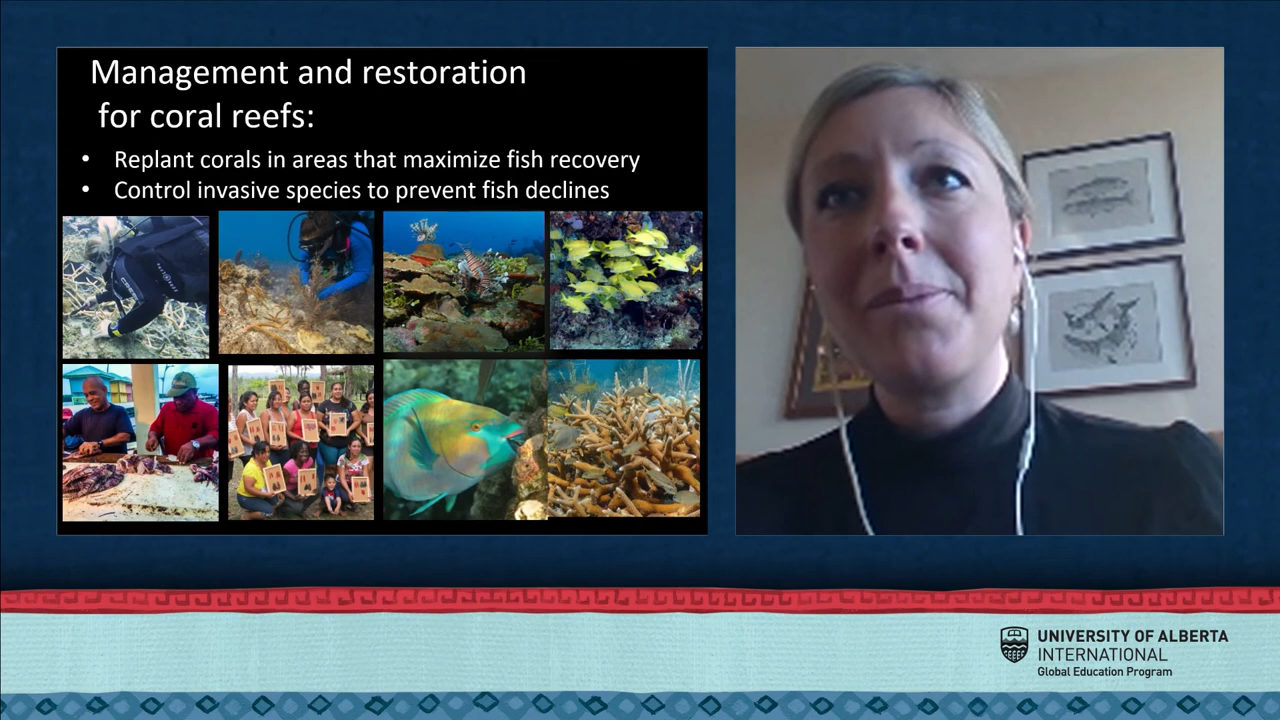 Management and restoration
for coral reefs:
• Replant corals in areas that maximize fish recovery
• Control invasive species to prevent fish declines
UNIVERSITY OF ALBERTA
INTERNATIONAL
Global Education Program